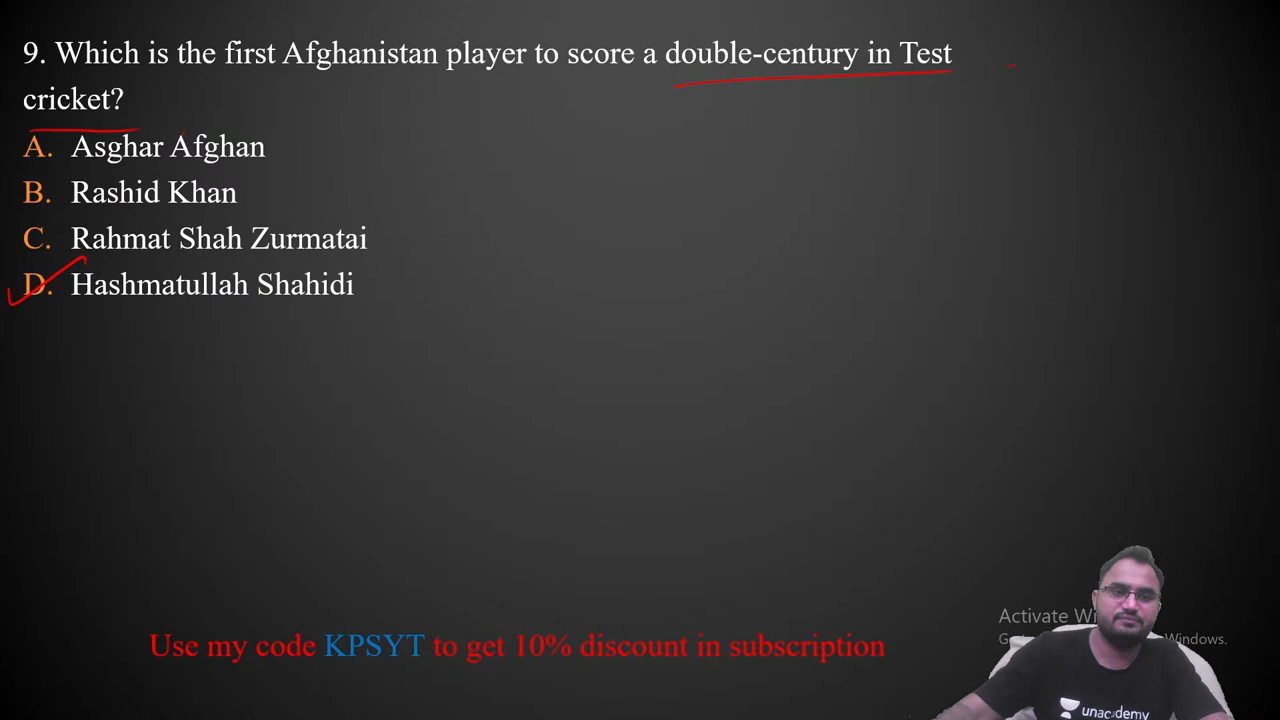 9. Which is the first Afghanistan player to score a double-century in Test
cricket?
A. Asghar Afghan
B. Rashid Khan
C. Rahmat Shah Zurmatai
D. Hashmatullah Shahidi
Activate
Windows.
Use my code KPSYT to get 10% discount in subscription
unacademy